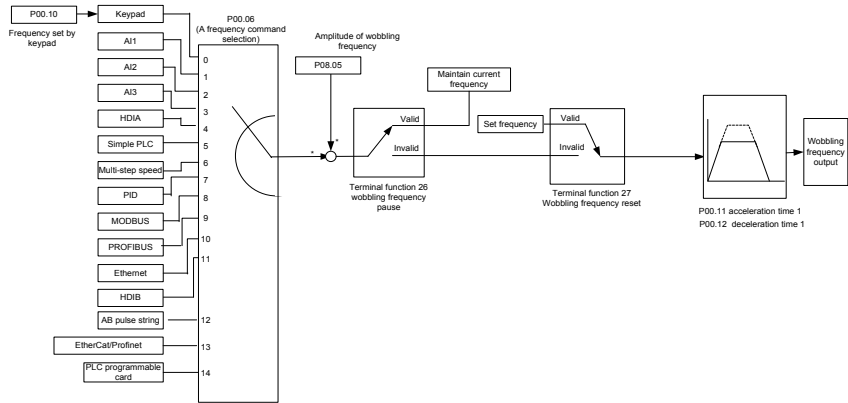 P00.10
Frequency set by
keypad
Keypad
AI1
AI2
AI3
HDIA
Simple PLC
Multi-step speed
PID
MODBUS
PROFIBUS
Ethernet
HDIB
AB pulse string
EtherCat/Profinet
PLC programmable
card
P00.06
(A frequency command
selection)
0
1
2
3
4
5
6
7
8
9
10
11
12
13
14
Amplitude of wobbling
frequency
P08.05
*
*
Maintain current
frequency
Valid
Invalid
Terminal function 26
wobbling frequency
pause
Set frequency
Valid
Invalid
Terminal function 27
Wobbling frequency reset
P00.11 acceleration time 1
P00.12 deceleration time 1
Wobbling
frequency
output